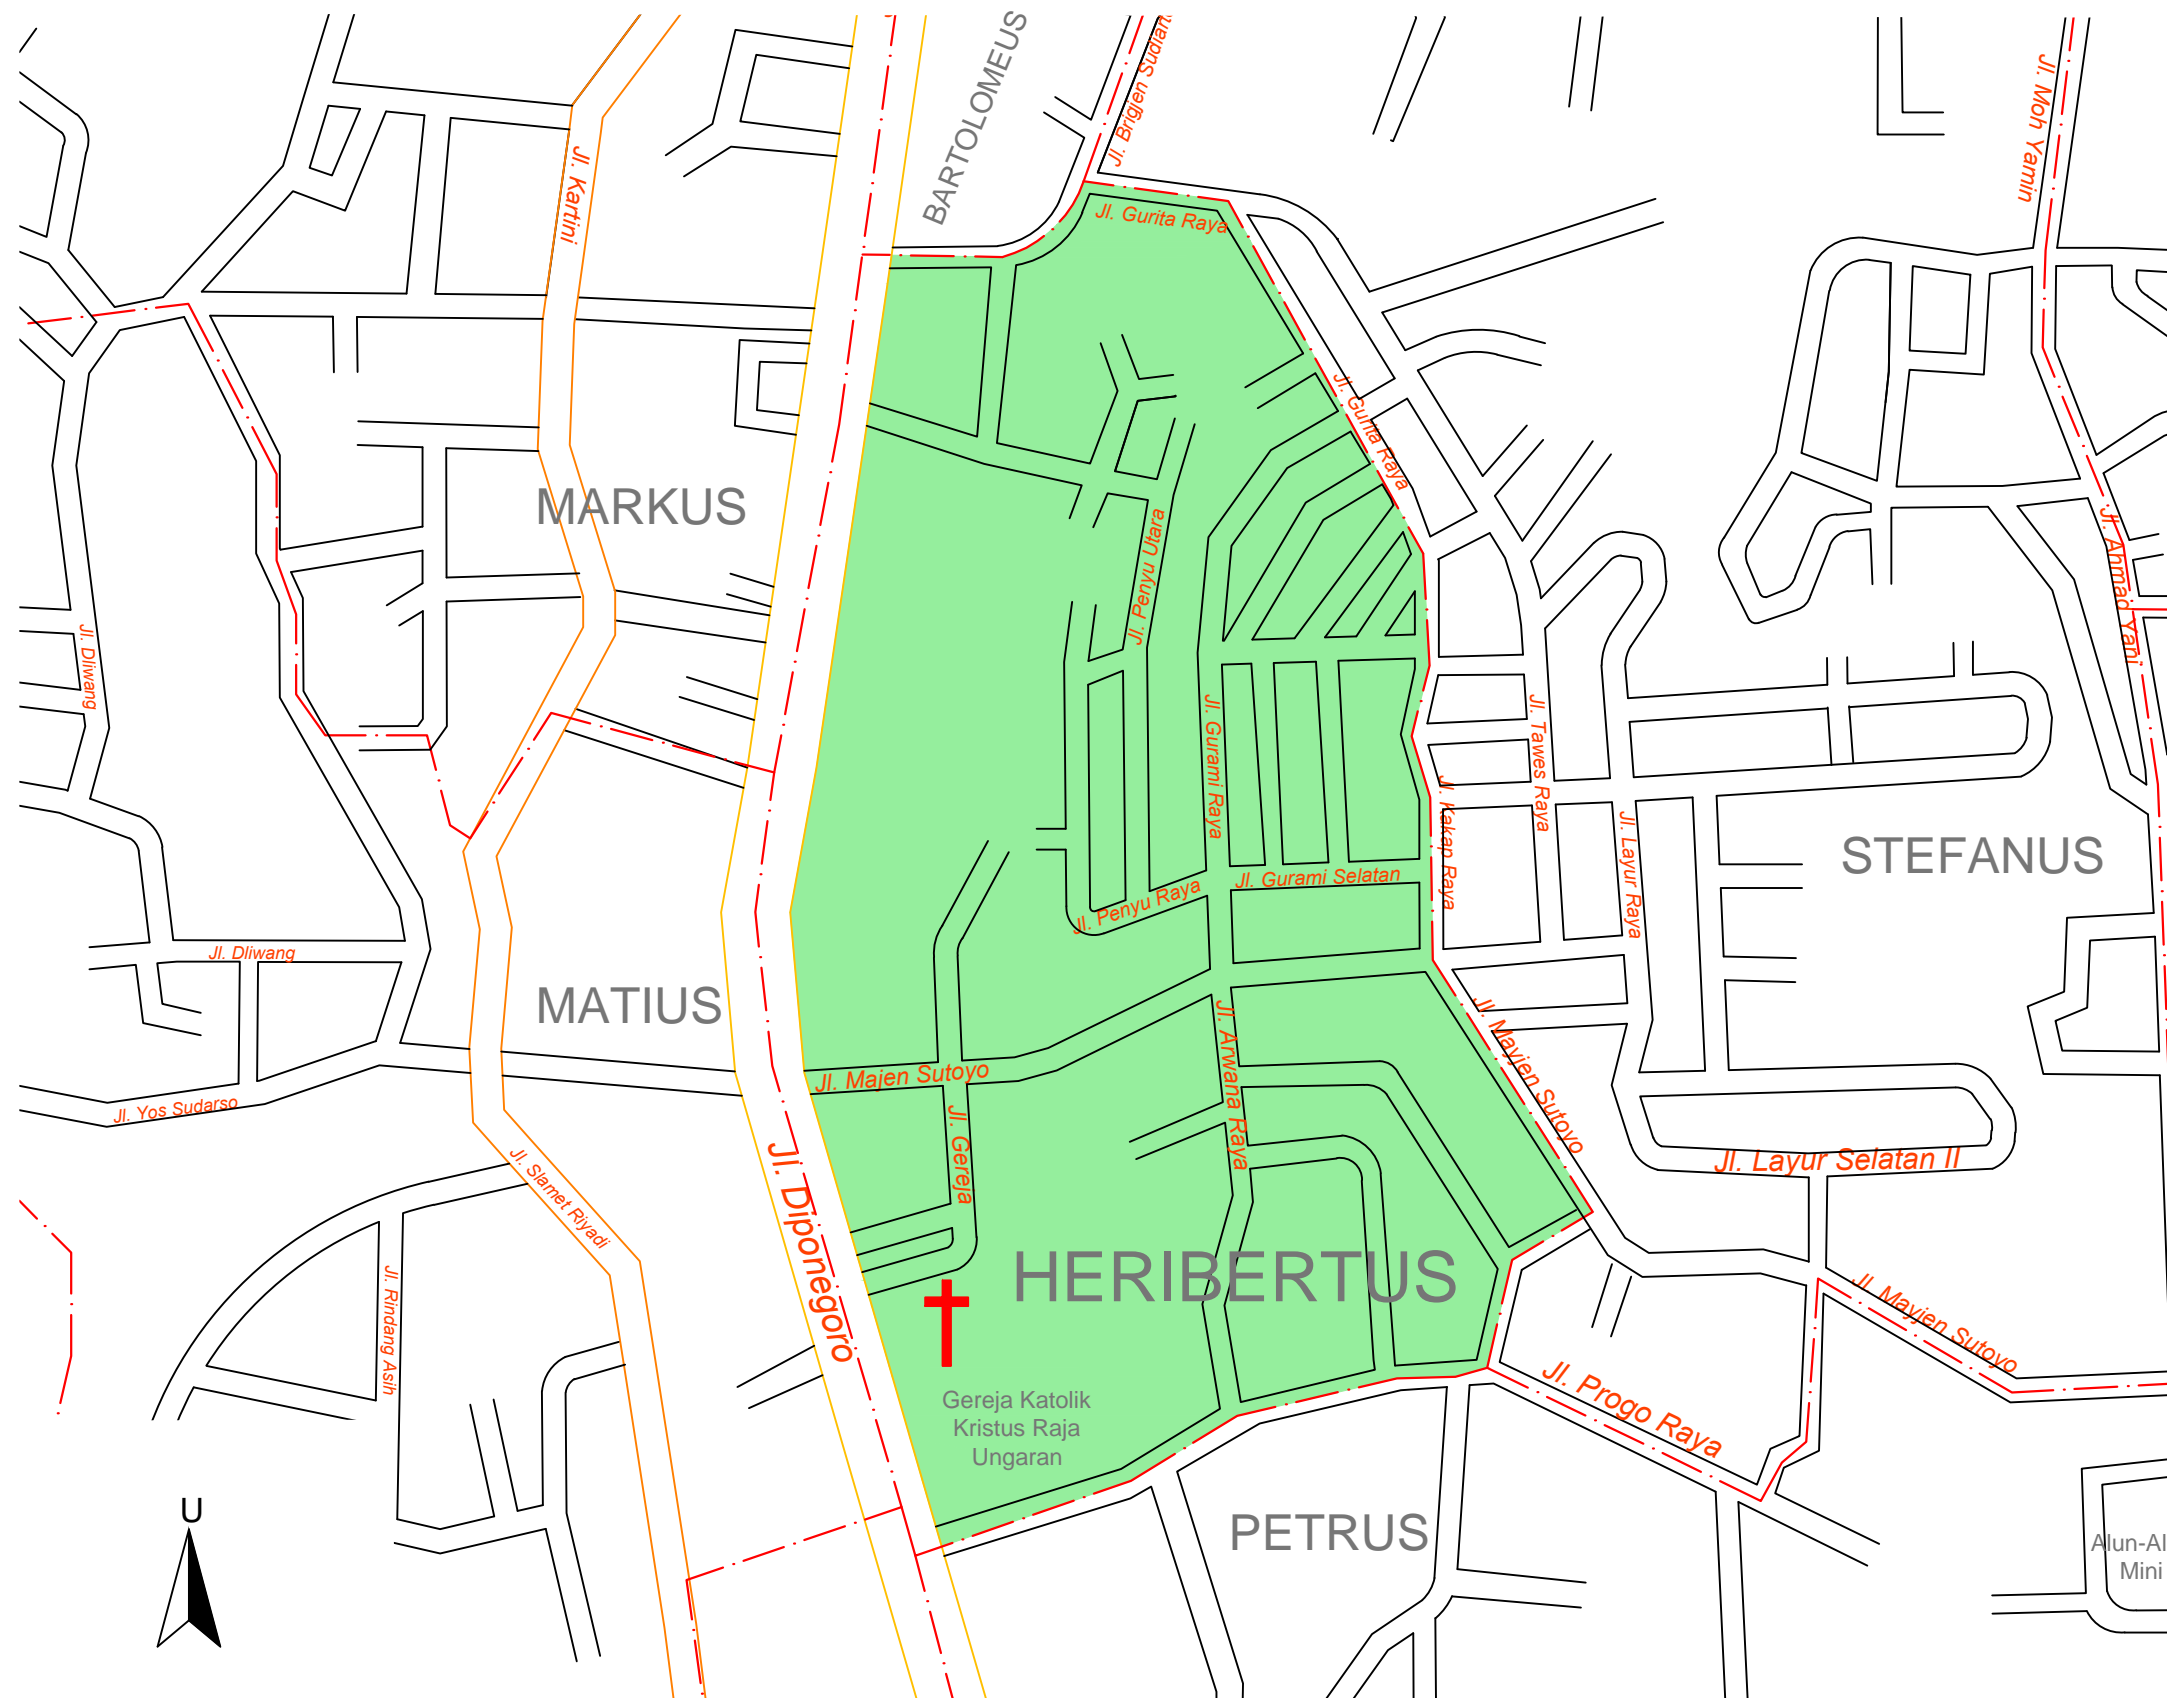 BARTOLOMEUS
Jl. Brigjen Sudiarto
Jl. Moh Yamin
Jl. Kartini
Jl. Gurita Raya
Jl. Gurita Raya
MARKUS
Jl. Penyu Utara
Jl. Ahmad Yani
Jl. Dliwang
Jl. Gurami Raya
Jl. Tawes Raya
Jl. Kakap Raya
Jl. Layur Raya
STEFANUS
Jl. Gurami Selatan
Jl. Penyu Raya
Jl. Dliwang
MATIUS
Jl. Arwana Raya
Jl. Mayjen Sutoyo
Jl. Majen Sutoyo
Jl. Yos Sudarso
Jl. Gereja
Jl. Layur Selatan II
Jl. Slamet Riyadi
Jl. Diponegoro
HERIBERTUS
Jl. Rindang Asih
Jl. Mayjen Sutoyo
Gereja Katolik
Kristus Raja
Ungaran
Jl. Progo Raya
U
PETRUS
Alun-Al
Mini